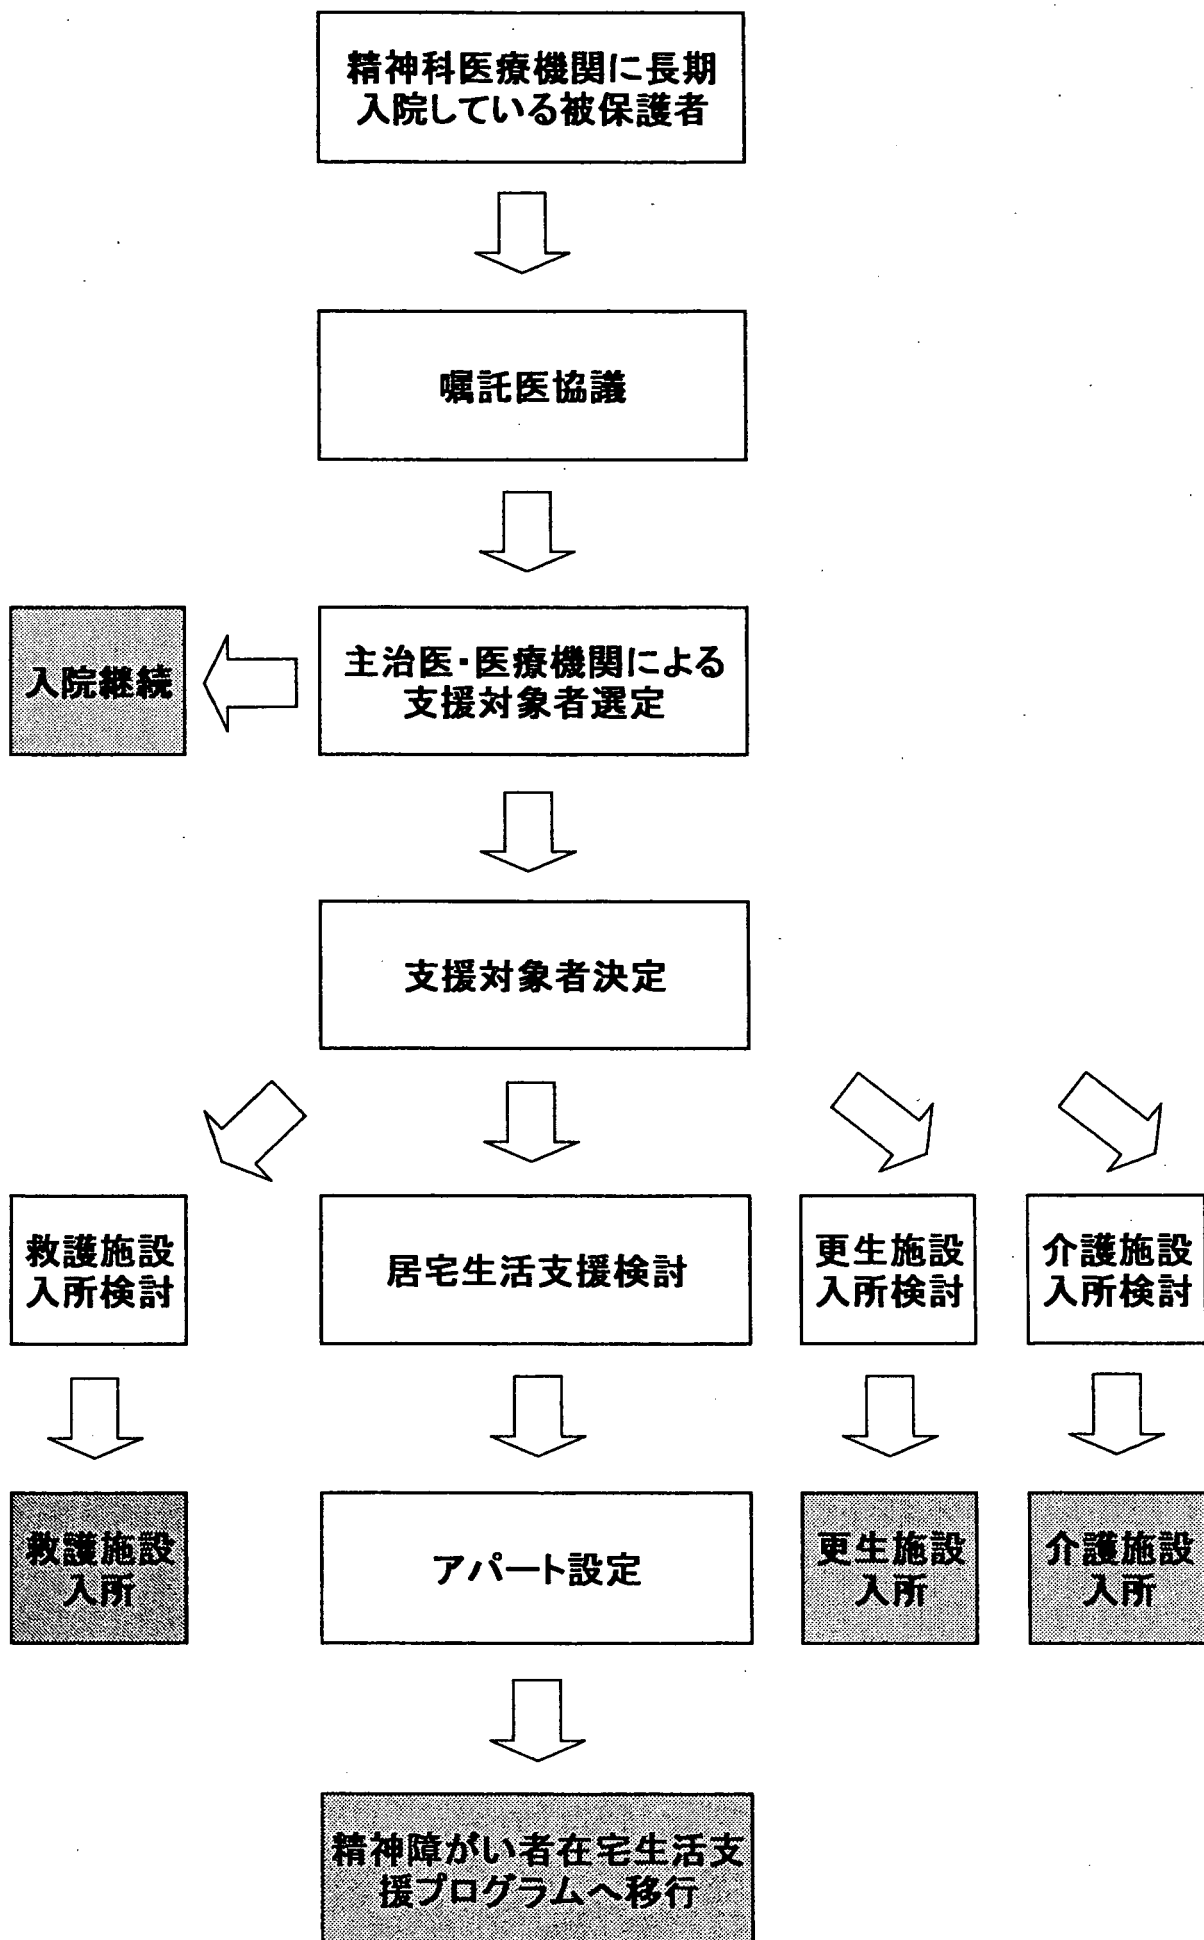 精神科医療機関に長期
入院している被保護者
嘱託医協議
入院継続
主治医・医療機関による
支援対象者選定
支援対象者決定
救護施設
入所検討
居宅生活支援検討
更生施設
入所検討
介護施設
入所検討
救護施設
入所
アパート設定
更生施設
入所
介護施設
入所
精神障がい者在宅生活支
援プログラムへ移行